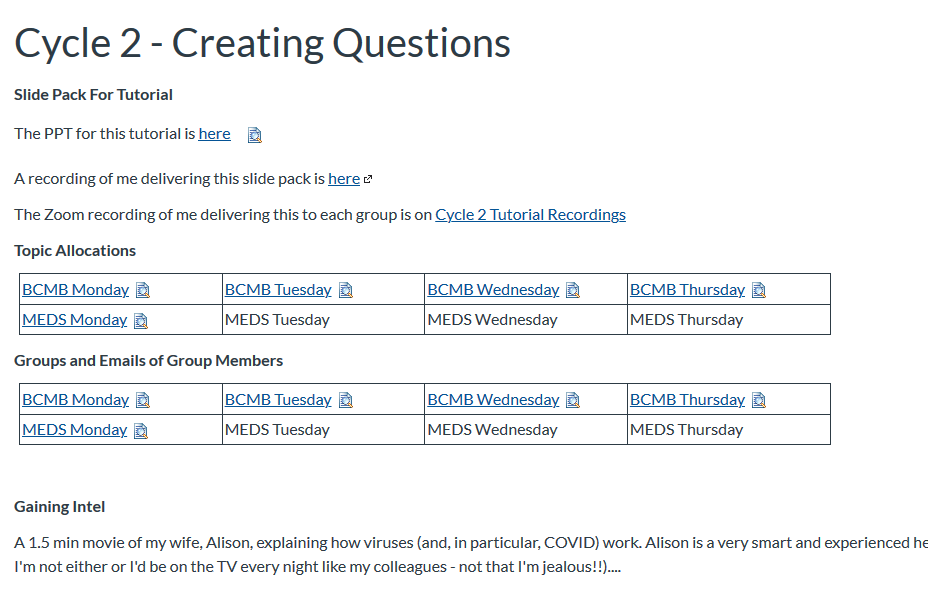 Cycle 2 - Creating Questions
Slide Pack For Tutorial
The PPT for this tutorial is here
A recording of me delivering this slide pack is here
The Zoom recording of me delivering this to each group is on Cycle 2 Tutorial Recordings
Topic Allocations
BCMB Monday BCMB Tuesday BCMB Wednesday BCMB Thursday
MEDS Monday MEDS Tuesday MEDS Wednesday MEDS Thursday
Groups and Emails of Group Members
BCMB Monday BCMB Tuesday BCMB Wednesday BCMB Thursday
MEDS Monday MEDS Tuesday MEDS Wednesday MEDS Thursday
Gaining Intel
A 1.5 min movie of my wife, Alison, explaining how viruses (and, in particular, COVID) work. Alison is a very smart and experienced
I'm not either or I'd be on the TV every night like my colleagues - not that I'm jealous!!)....